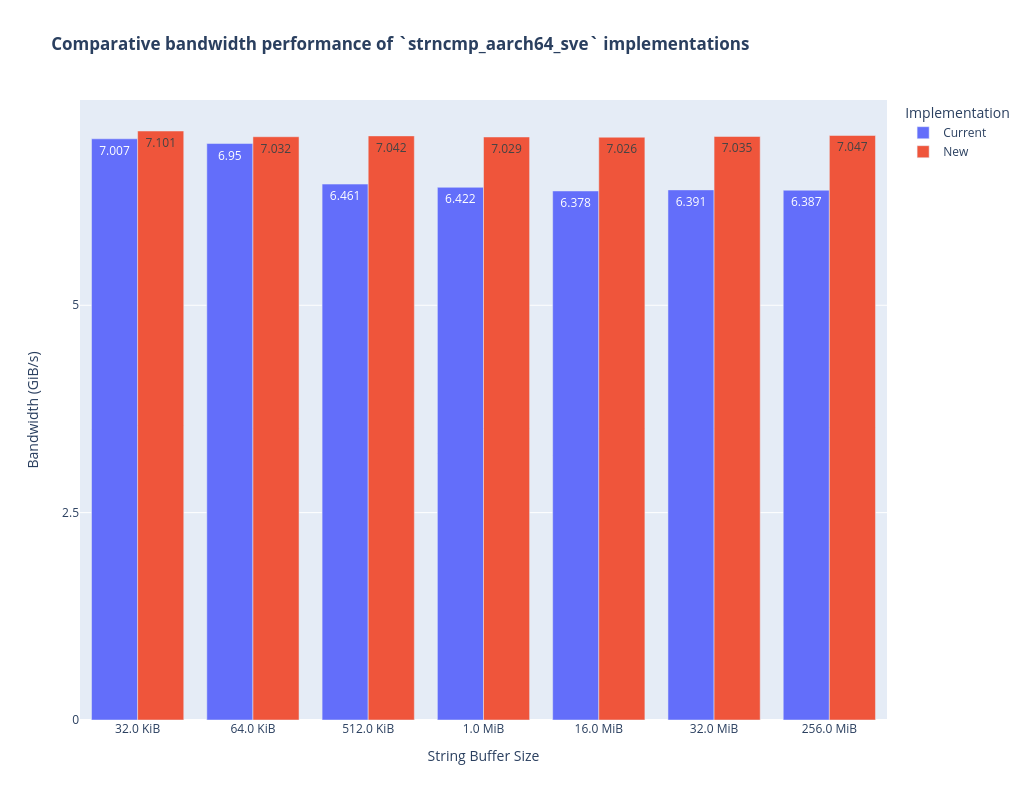 Comparative bandwidth performance of `strncmp_aarch64_sve` implementations
Implementation
Current
New
7.007
7.101
6.95
7.032
6.461
7.042
6.422
7.029
6.378
7.026
6.391
7.035
6.387
7.047
Bandwidth (GiB/s)
5
2.5
0
32.0 KiB
64.0 KiB
512.0 KiB
1.0 MiB
16.0 MiB
32.0 MiB
256.0 MiB
String Buffer Size